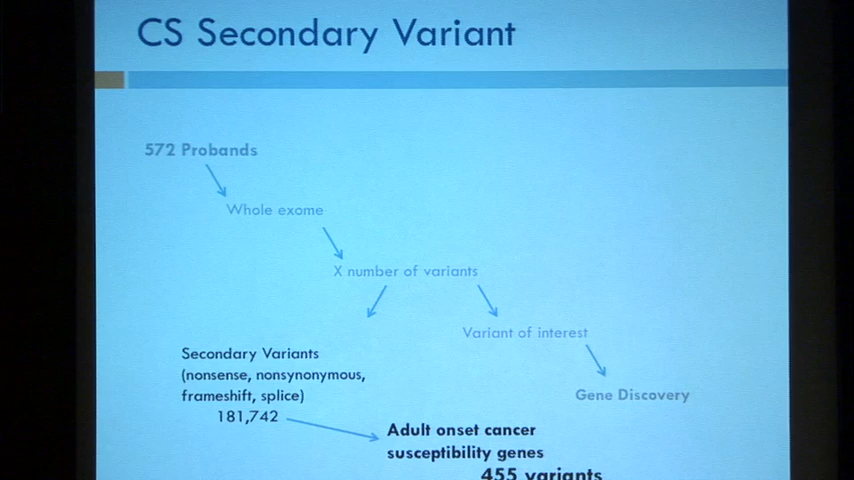 CS Secondary Variant
572 Probands
Whole exome
X number of variants
Variant of interest
Secondary Variants
(nonsense, nonsynonymous,
frameshift, splice)
181,742
Gene Discovery
Adult onset cancer
susceptibility genes
455 variants